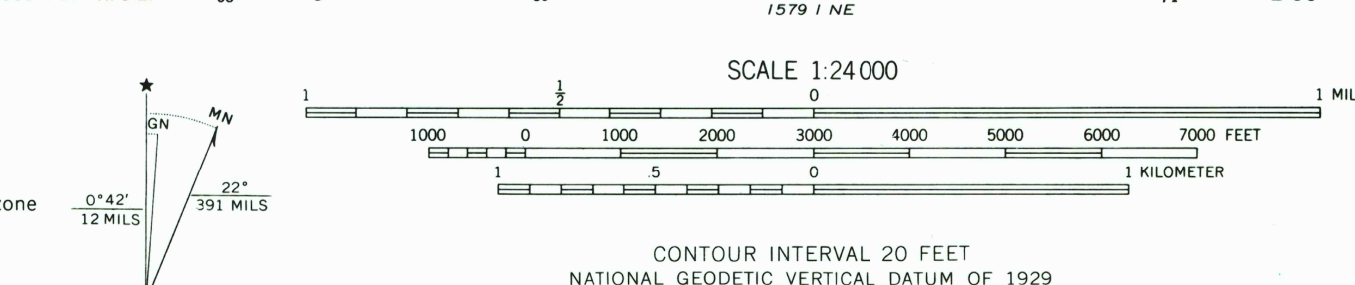 1579 I NE
SCALE 1:24 000
1 ½ 0 1
1000 0 1000 2000 3000 4000 5000 6000 7000 FEET
1 .5 0 1 KILOMETER
★
MN
GN
22°
391 MILS
0°42'
12 MILS
CONTOUR INTERVAL 20 FEET
NATIONAL GEODETIC VERTICAL DATUM OF 1929